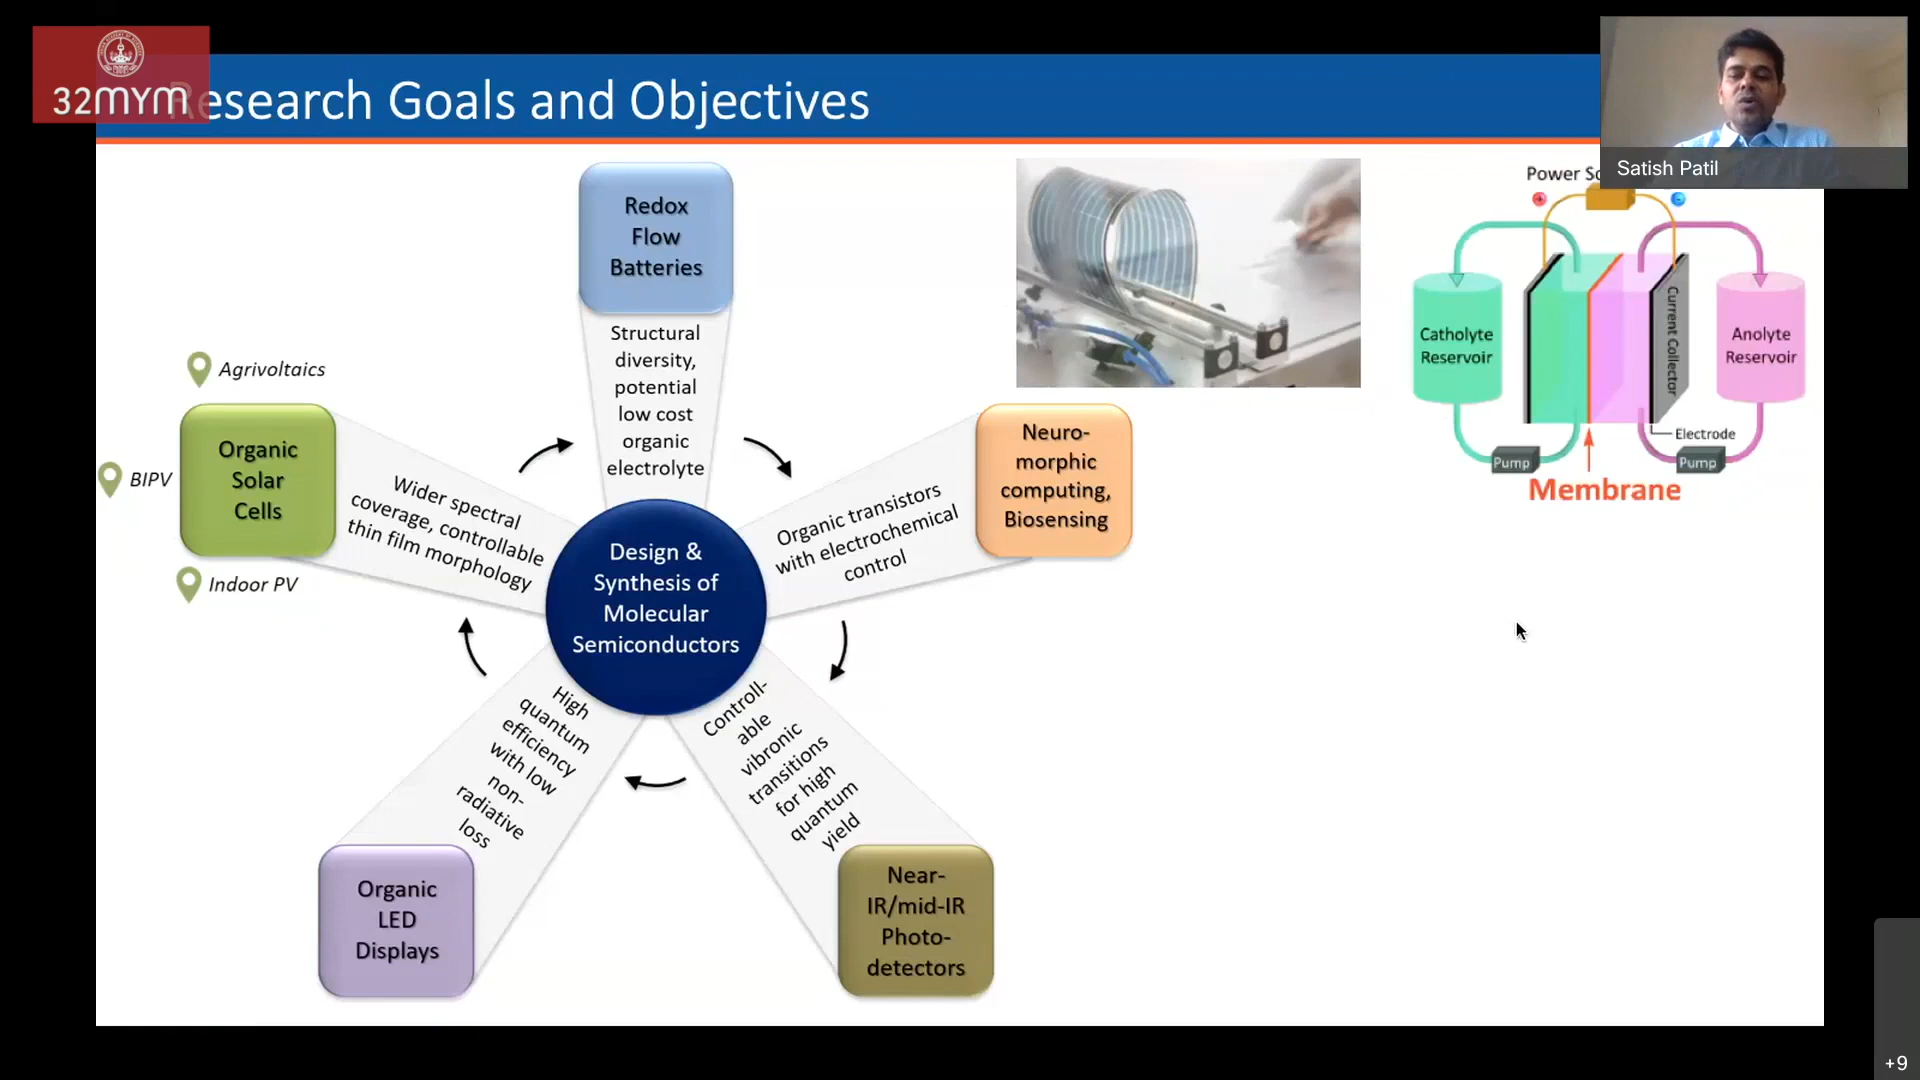 32MYM
Research Goals and Objectives
Satish Patil
Redox
Flow
Batteries
Structural
diversity,
potential
low cost
organic
electrolyte
Agrivoltaics
BIPV
Indoor PV
Organic
Solar
Cells
Wider spectral
coverage, controllable
thin film morphology
Neuro-
morphic
computing,
Biosensing
Organic transistors
with electrochemical
control
Design &
Synthesis of
Molecular
Semiconductors
High
quantum
efficiency
with low
non-
radiative
loss
Controll-
able
vibronic
transitions
for high
quantum
yield
Organic
LED
Displays
Near-
IR/mid-IR
Photo-
detectors
Power
+
-
Catholyte
Reservoir
Current Collector
Anolyte
Reservoir
Electrode
Pump
Pump
Membrane
+9